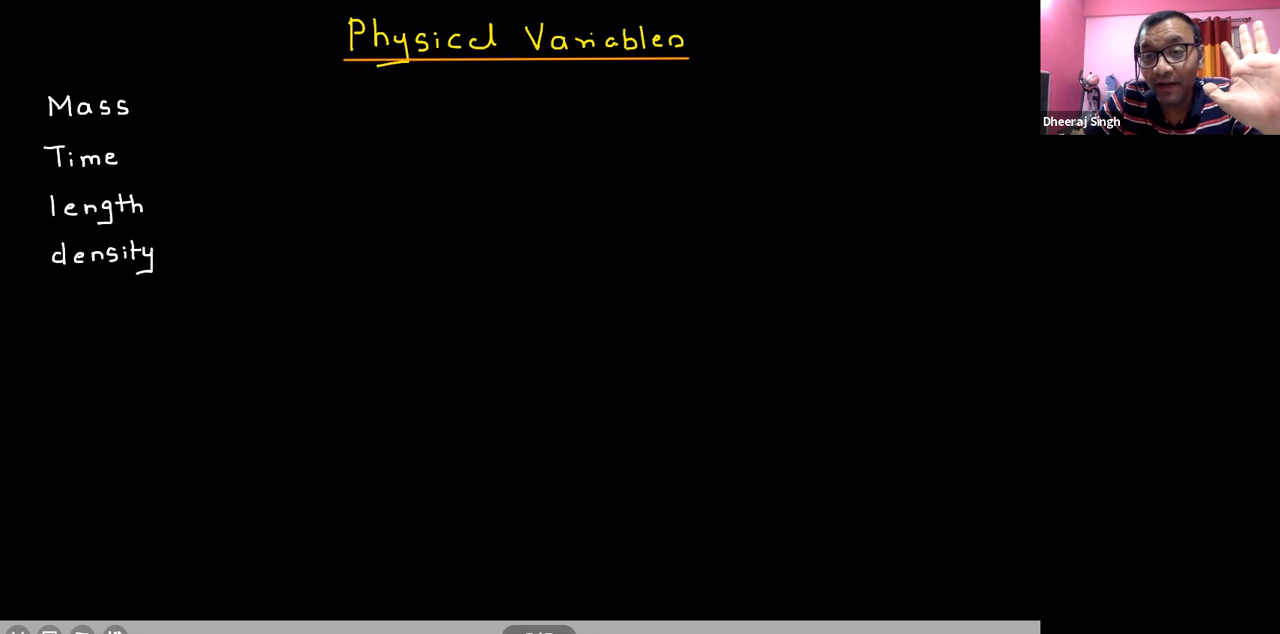 Physical Variables
Mass
Time
length
density
Dheeraj Singh